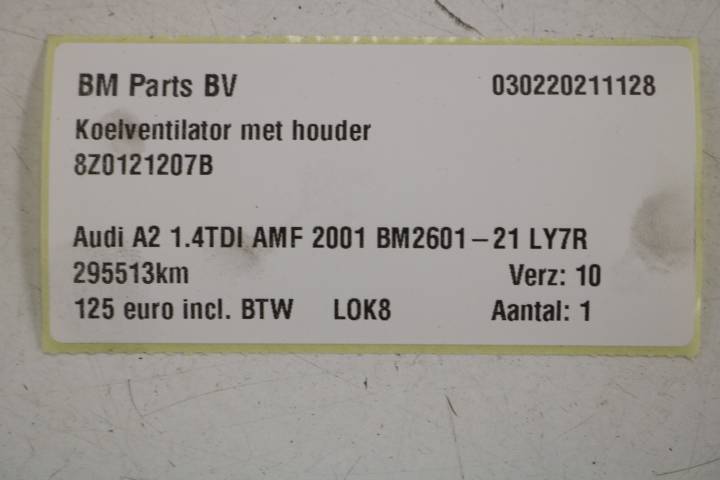 BM Parts BV 030220211128
Koelventilator met houder
8Z0121207B
Audi A2 1.4TDI AMF 2001 BM2601-21 LY7R
295513km Verz: 10
125 euro incl. BTW LOK8 Aantal: 1